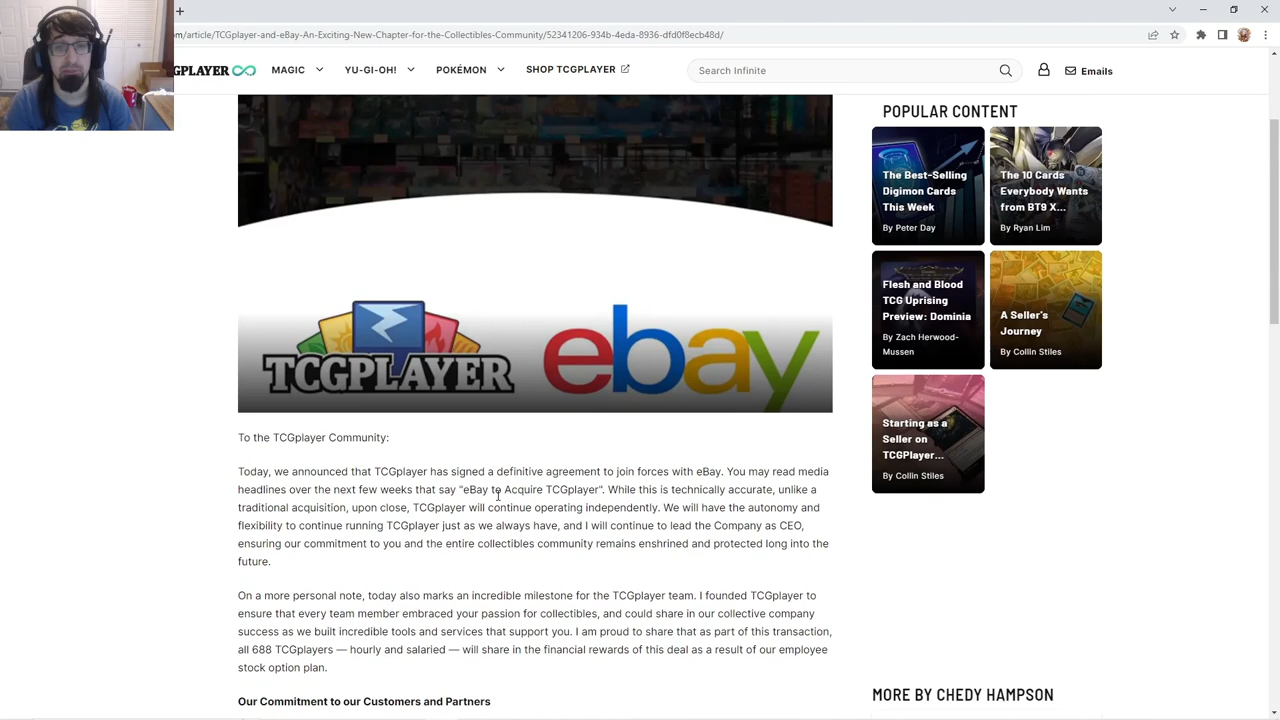 om/article/TCGplayer-and-eBay-An-Exciting-New-Chapter-for-the-Collectibles-Community/52341206-934b-4eda-8936-dfd0f8ecb48d/
GPLAYER
MAGIC
YU-GI-OH!
POKÉMON
SHOP TCGPLAYER
Search Infinite
Emails
TCGPLAYER
ebay
To the TCGplayer Community:
Today, we announced that TCGplayer has signed a definitive agreement to join forces with eBay. You may read media
headlines over the next few weeks that say "eBay to Acquire TCGplayer". While this is technically accurate, unlike a
traditional acquisition, upon close, TCGplayer will continue operating independently. We will have the autonomy and
flexibility to continue running TCGplayer just as we always have, and I will continue to lead the Company as CEO,
ensuring our commitment to you and the entire collectibles community remains enshrined and protected long into the
future.
On a more personal note, today also marks an incredible milestone for the TCGplayer team. I founded TCGplayer to
ensure that every team member embraced your passion for collectibles, and could share in our collective company
success as we built incredible tools and services that support you. I am proud to share that as part of this transaction,
all 688 TCGplayers — hourly and salaried — will share in the financial rewards of this deal as a result of our employee
stock option plan.
Our Commitment to our Customers and Partners
POPULAR CONTENT
The Best-Selling
Digimon Cards
This Week
By Peter Day
The 10 Cards
Everybody Wants
from BT9 X...
By Ryan Lim
Flesh and Blood
TCG Uprising
Preview: Dominia
By Zach Herwood-
Mussen
A Seller's
Journey
By Collin Stiles
Starting as a
Seller on
TCGPlayer...
By Collin Stiles
MORE BY CHEDY HAMPSON